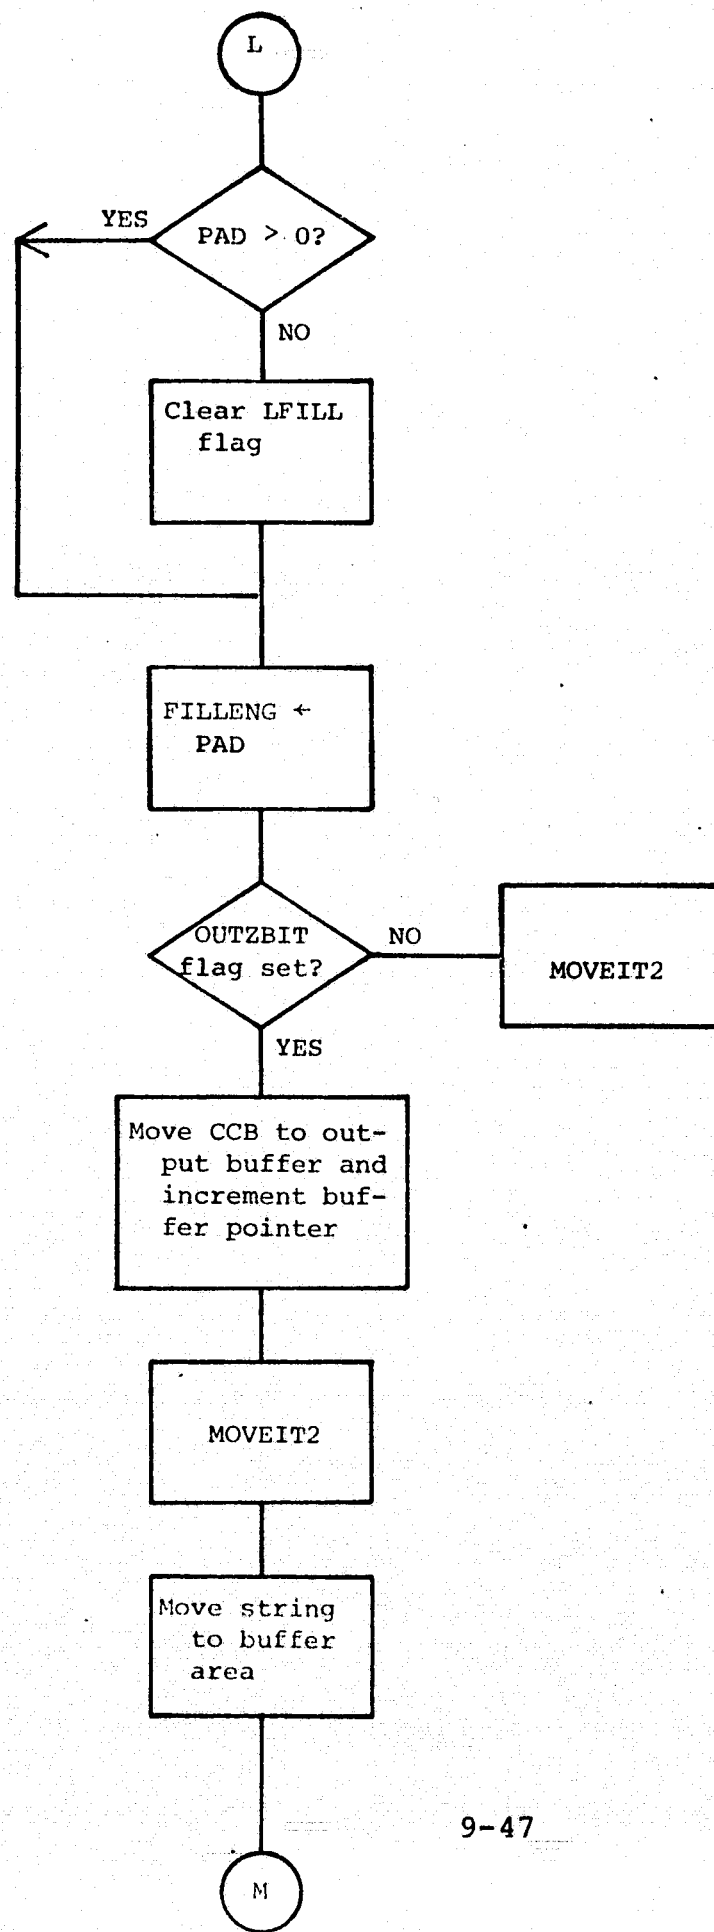 L
YES
PAD > 0?
NO
Clear LFILL
flag
FILLENG ←
PAD
OUTZBIT
flag set?
NO
MOVEIT2
YES
Move CCB to out-
put buffer and
increment buf-
fer pointer
MOVEIT2
Move string
to buffer
area
9-47
M